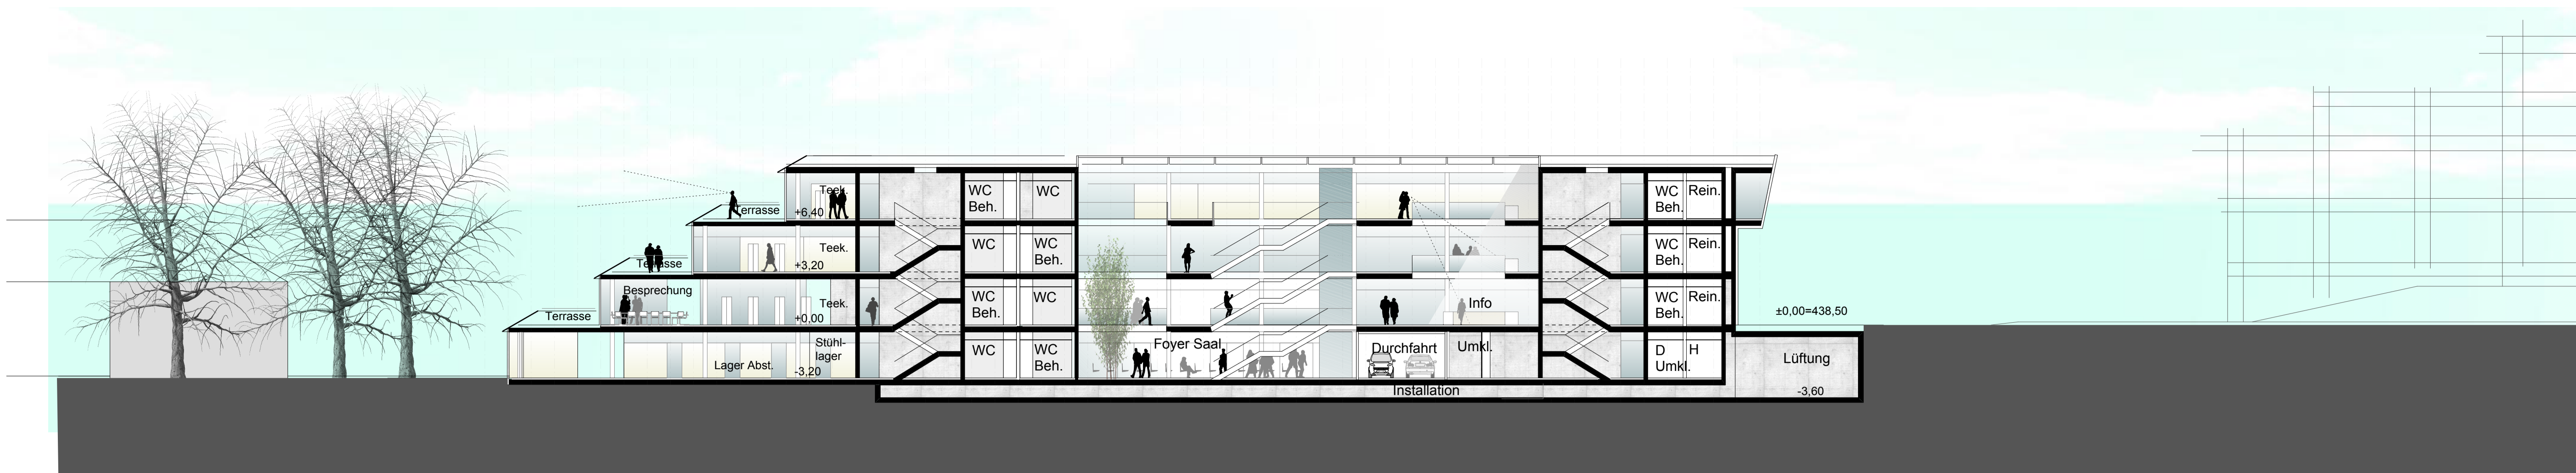 Teek.
Terrasse
+6,40
WC
Beh.
WC
WC
Beh.
Rein.
Terrasse
Teek.
+3,20
WC
WC
Beh.
WC
Beh.
Rein.
Besprechung
Terrasse
Teek.
+0,00
WC
Beh.
WC
Info
WC
Beh.
Rein.
±0,00=438,50
Stühl-
lager
Lager Abst.
-3,20
WC
WC
Beh.
Foyer Saal
Durchfahrt
Umkl.
D
Umkl.
H
Lüftung
-3,60
Installation